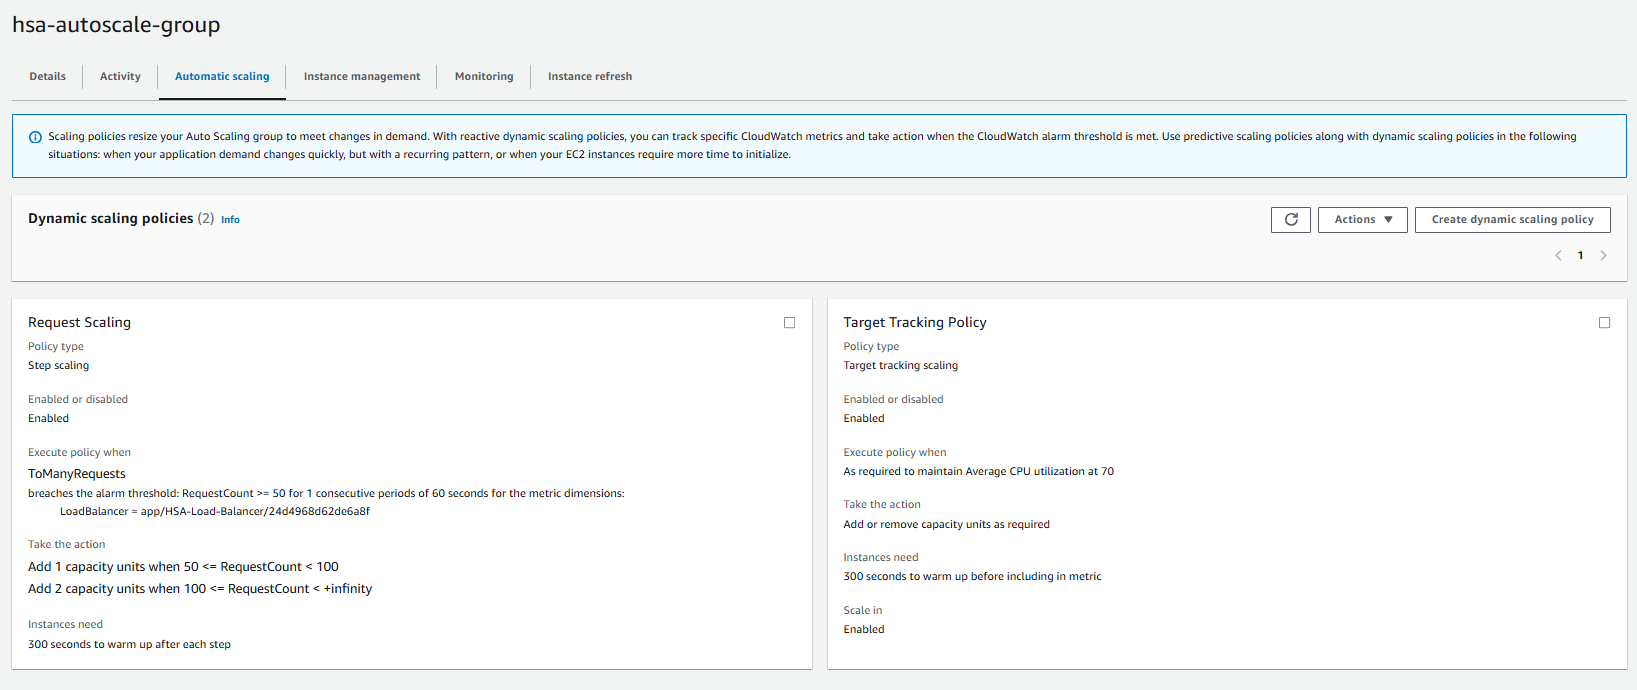 hsa-autoscale-group
Details
Activity
Automatic scaling
Instance management
Monitoring
Instance refresh
Scaling policies resize your Auto Scaling group to meet changes in demand. With reactive dynamic scaling policies, you can track specific CloudWatch metrics and take action when the CloudWatch alarm threshold is met. Use predictive scaling policies along with dynamic scaling policies in the following
situations: when your application demand changes quickly, but with a recurring pattern, or when your EC2 instances require more time to initialize.
Dynamic scaling policies (2) Info
Actions
Create dynamic scaling policy
1
Request Scaling
Policy type
Step scaling
Enabled or disabled
Enabled
Execute policy when
ToManyRequests
breaches the alarm threshold: RequestCount >= 50 for 1 consecutive periods of 60 seconds for the metric dimensions:
LoadBalancer = app/HSA-Load-Balancer/24d4968d62de6a8f
Take the action
Add 1 capacity units when 50 <= RequestCount < 100
Add 2 capacity units when 100 <= RequestCount < +infinity
Instances need
300 seconds to warm up after each step
Target Tracking Policy
Policy type
Target tracking scaling
Enabled or disabled
Enabled
Execute policy when
As required to maintain Average CPU utilization at 70
Take the action
Add or remove capacity units as required
Instances need
300 seconds to warm up before including in metric
Scale in
Enabled